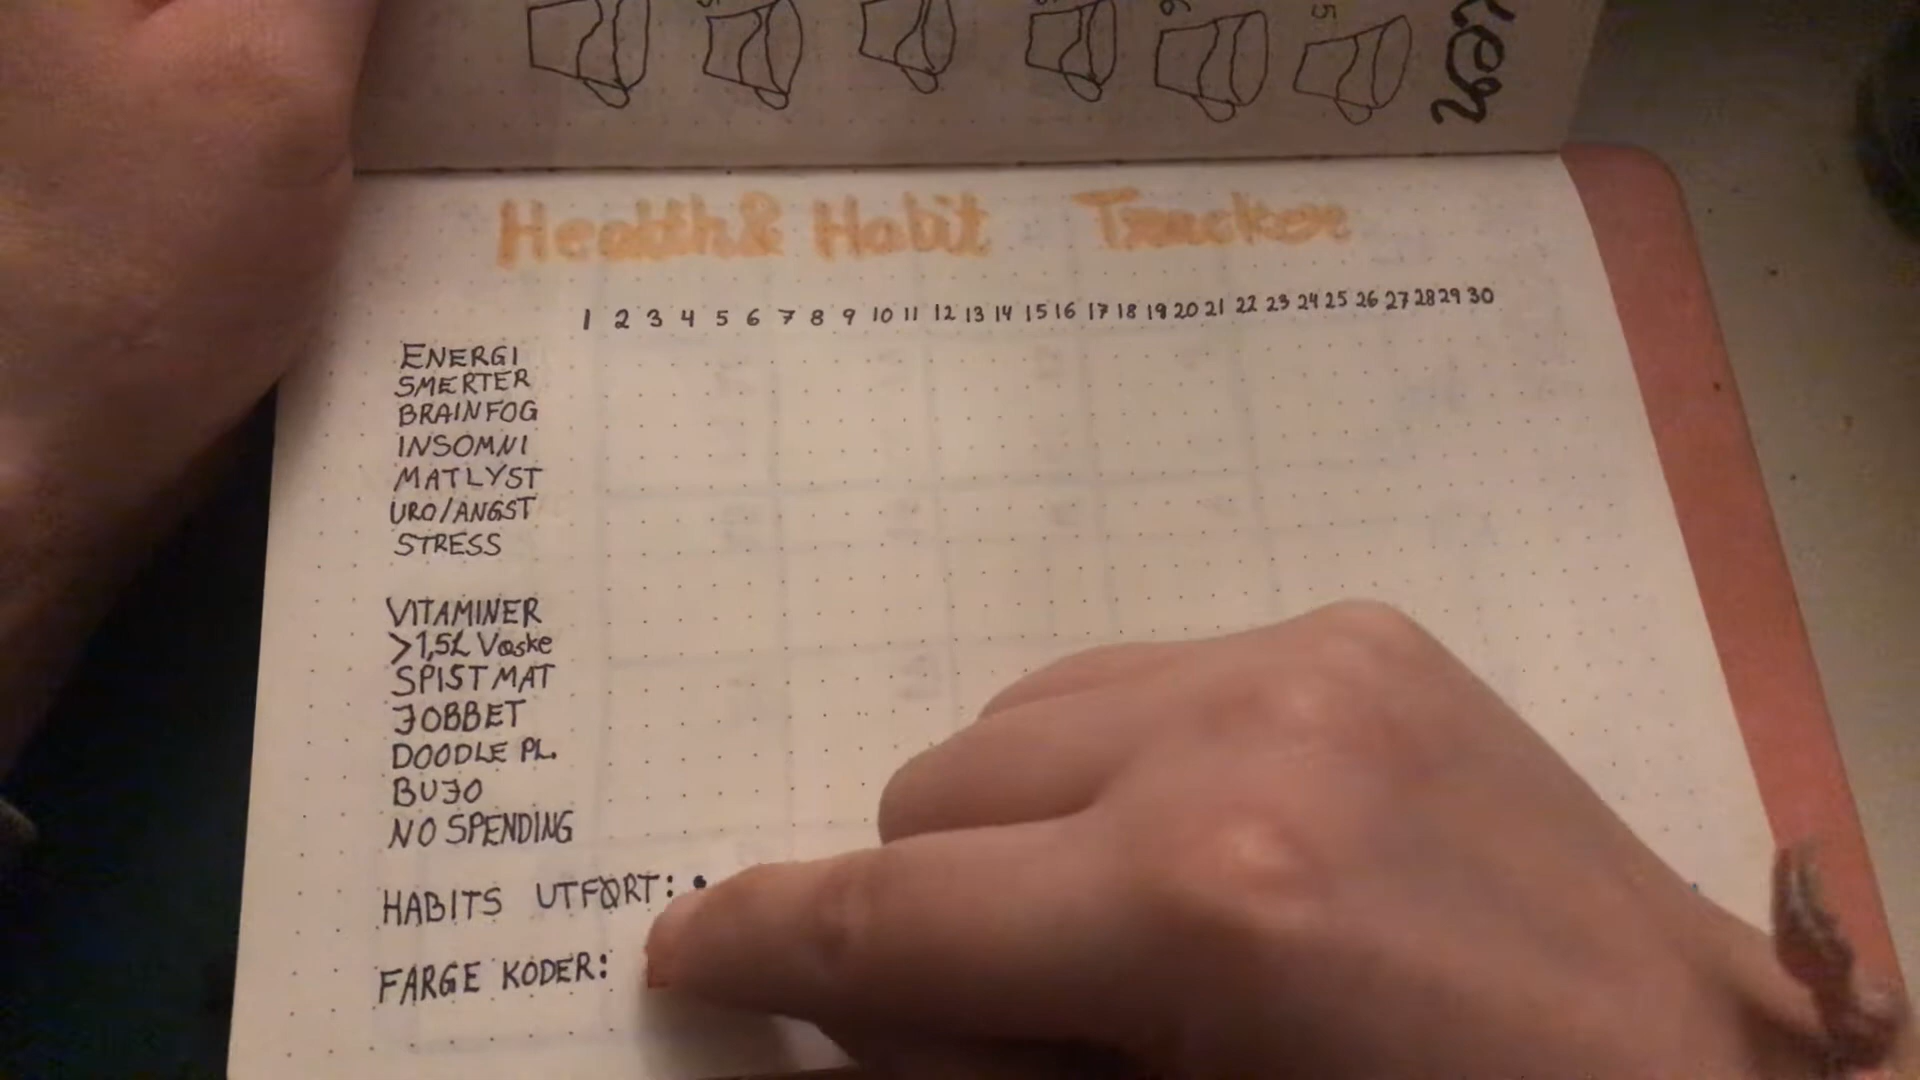 Health & Habit Tracker
1 2 3 4 5 6 7 8 9 10 11 12 13 14 15 16 17 18 19 20 21 22 23 24 25 26 27 28 29 30
ENERGI
SMERTER
BRAINFOG
INSOMNI
MATLYST
URO/ANGST
STRESS
VITAMINER
>1,5L Væske
SPIST MAT
JOBBET
DOODLE PL.
BUJO
NO SPENDING
HABITS UTFØRT:
FARGE KODER: